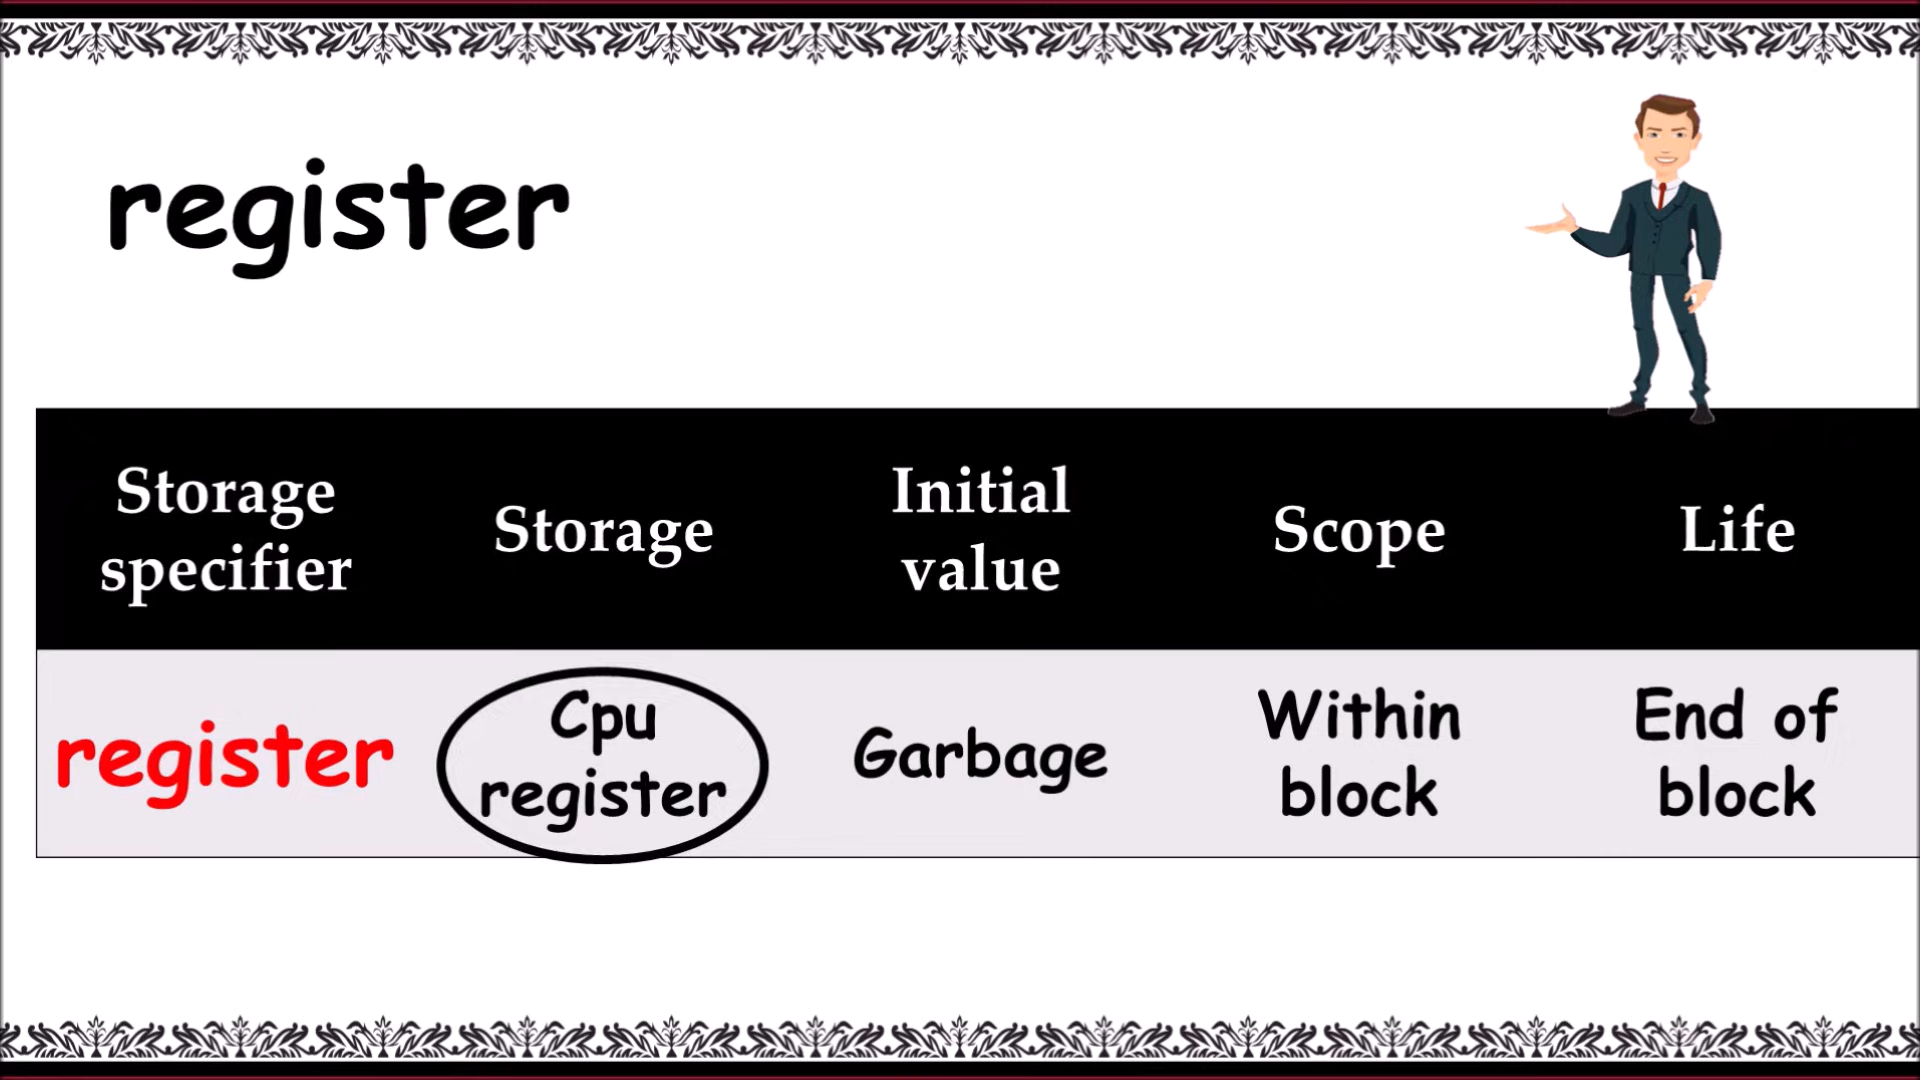 register
Storage
specifier
Storage
Initial
value
Scope
Life
register
Cpu
register
Garbage
Within
block
End of
block